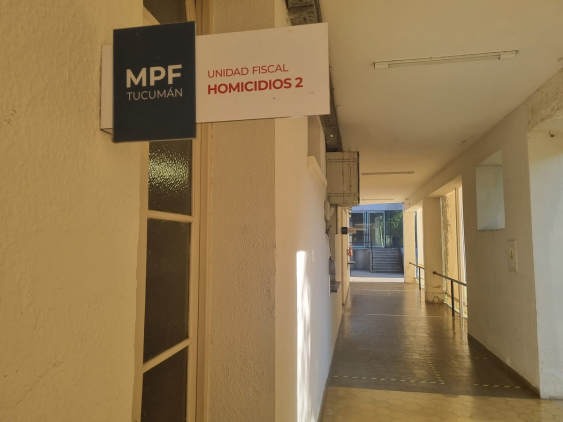 MPF
TUCUMÁN
UNIDAD FISCAL
HOMICIDIOS 2